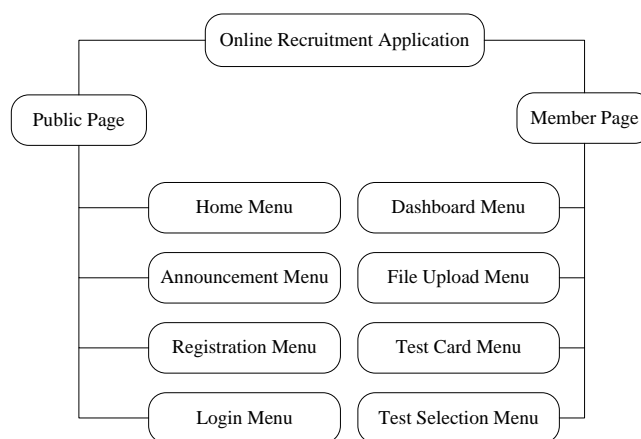 Online Recruitment Application
Public Page
Member Page
Home Menu
Dashboard Menu
Announcement Menu
File Upload Menu
Registration Menu
Test Card Menu
Login Menu
Test Selection Menu